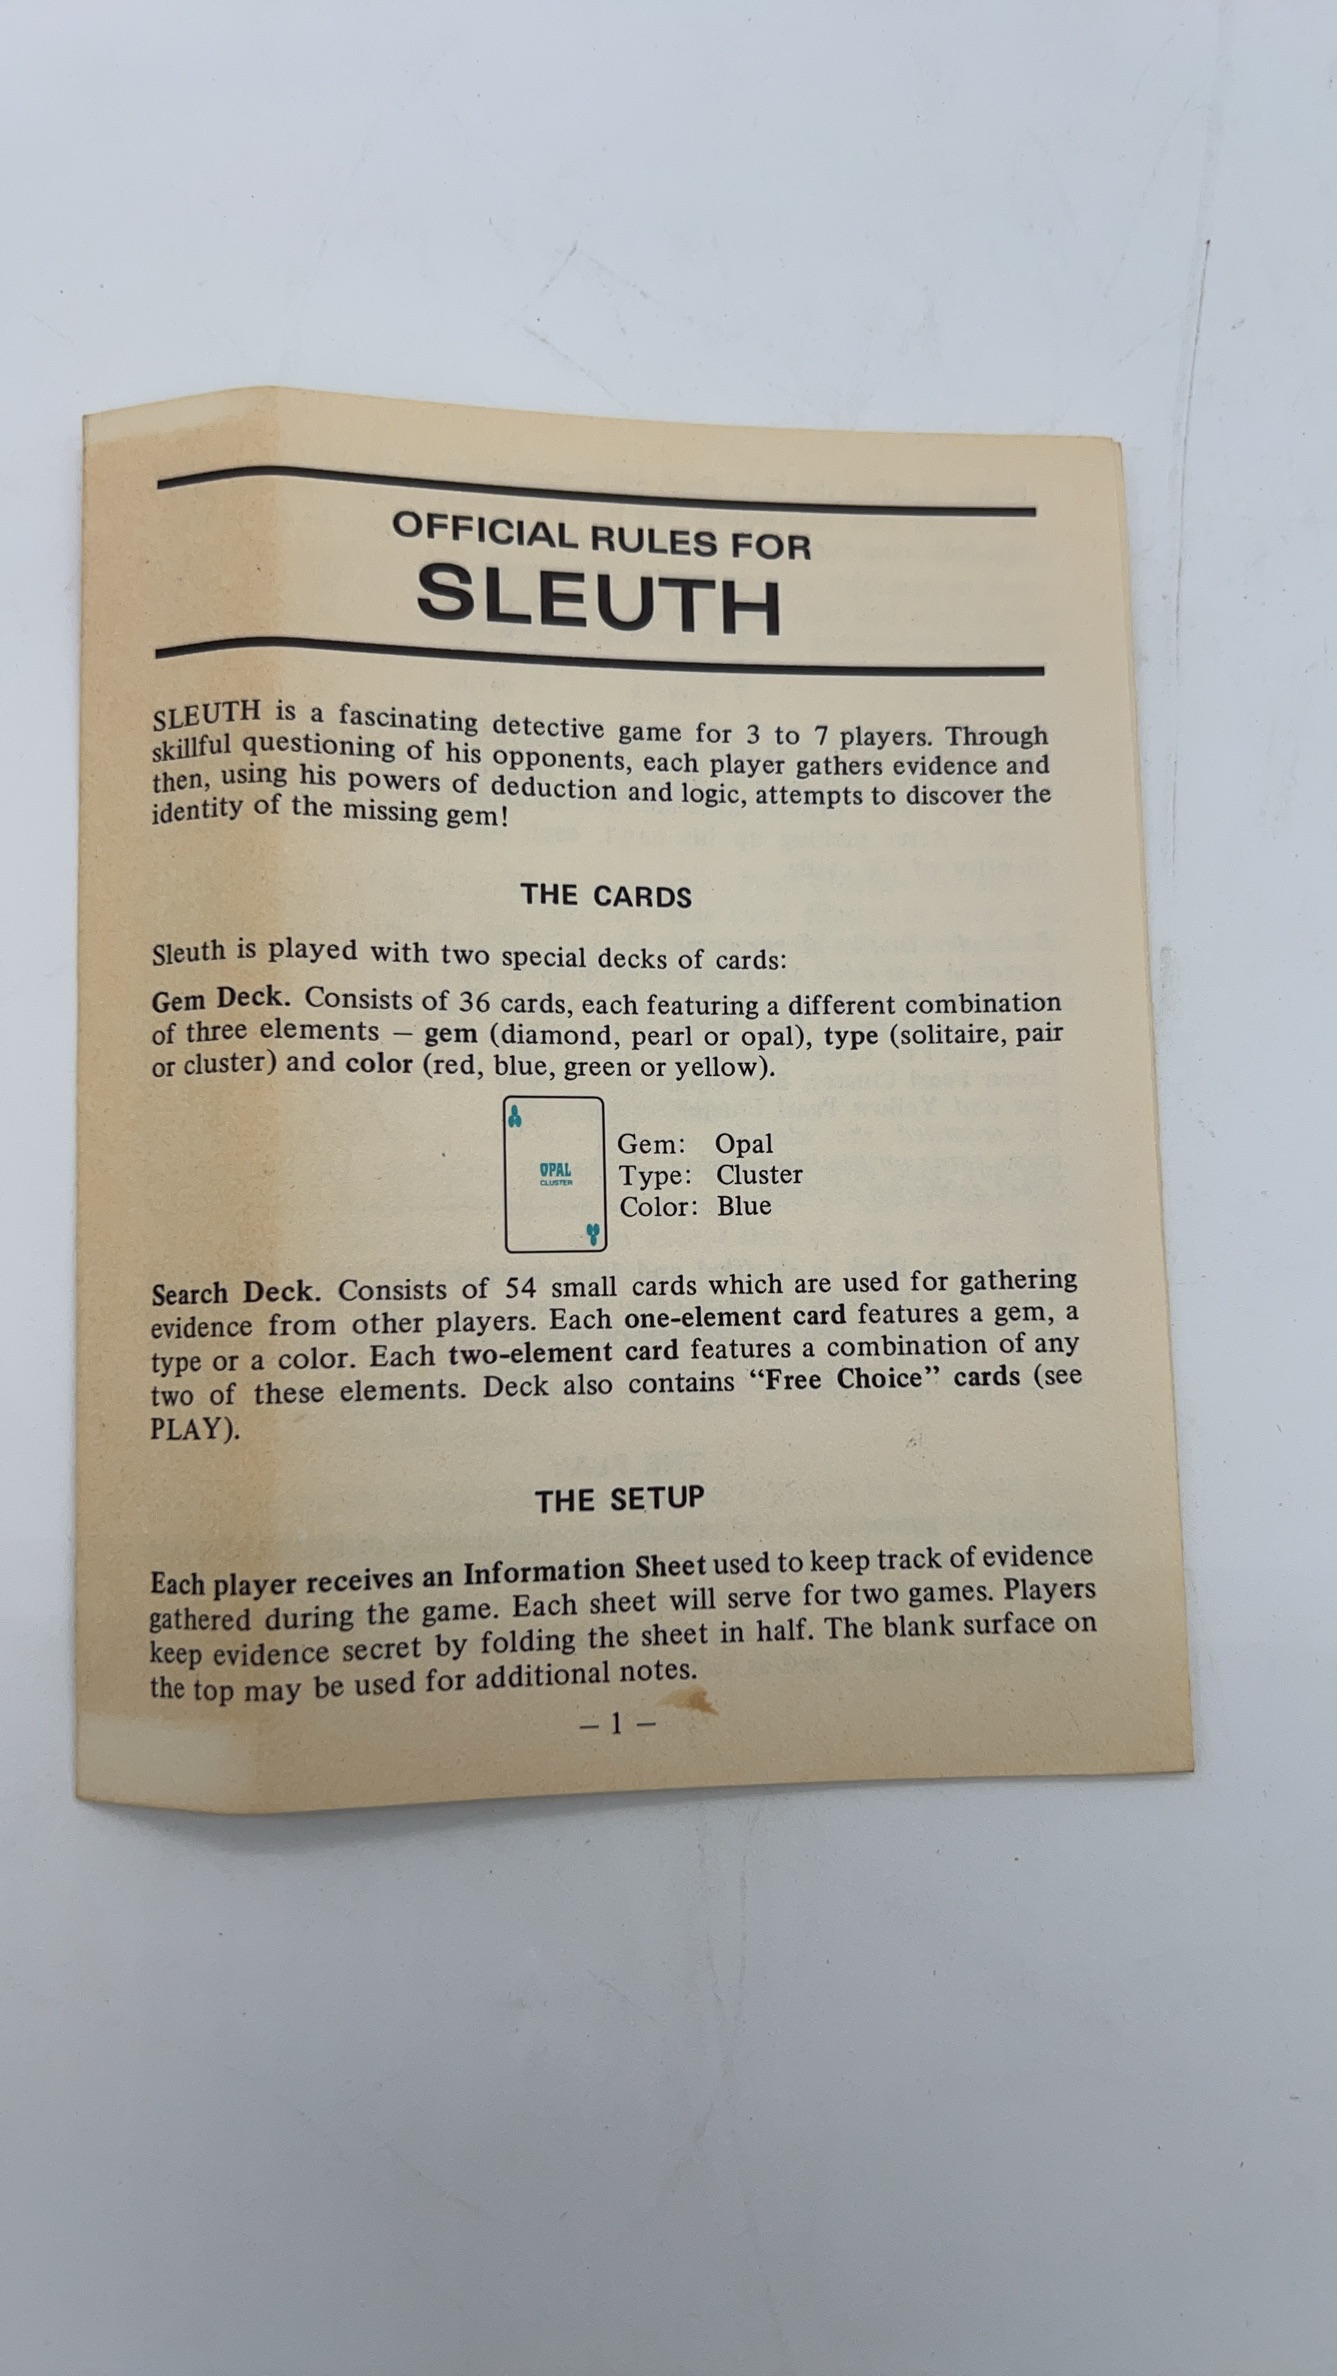 OFFICIAL RULES FOR
SLEUTH
SLEUTH is a fascinating detective game for 3 to 7 players. Through
skillful questioning of his opponents, each player gathers evidence and
then, using his powers of deduction and logic, attempts to discover the
identity of the missing gem!
THE CARDS
Sleuth is played with two special decks of cards:
Gem Deck. Consists of 36 cards, each featuring a different combination
of three elements – gem (diamond, pearl or opal), type (solitaire, pair
or cluster) and color (red, blue, green or yellow).
OPAL
CLUSTER
Gem: Opal
Type: Cluster
Color: Blue
Search Deck. Consists of 54 small cards which are used for gathering
evidence from other players. Each one-element card features a gem, a
type or a color. Each two-element card features a combination of any
two of these elements. Deck also contains “Free Choice” cards (see
PLAY).
THE SETUP
Each player receives an Information Sheet used to keep track of evidence
gathered during the game. Each sheet will serve for two games. Players
keep evidence secret by folding the sheet in half. The blank surface on
the top may be used for additional notes.
– 1 –